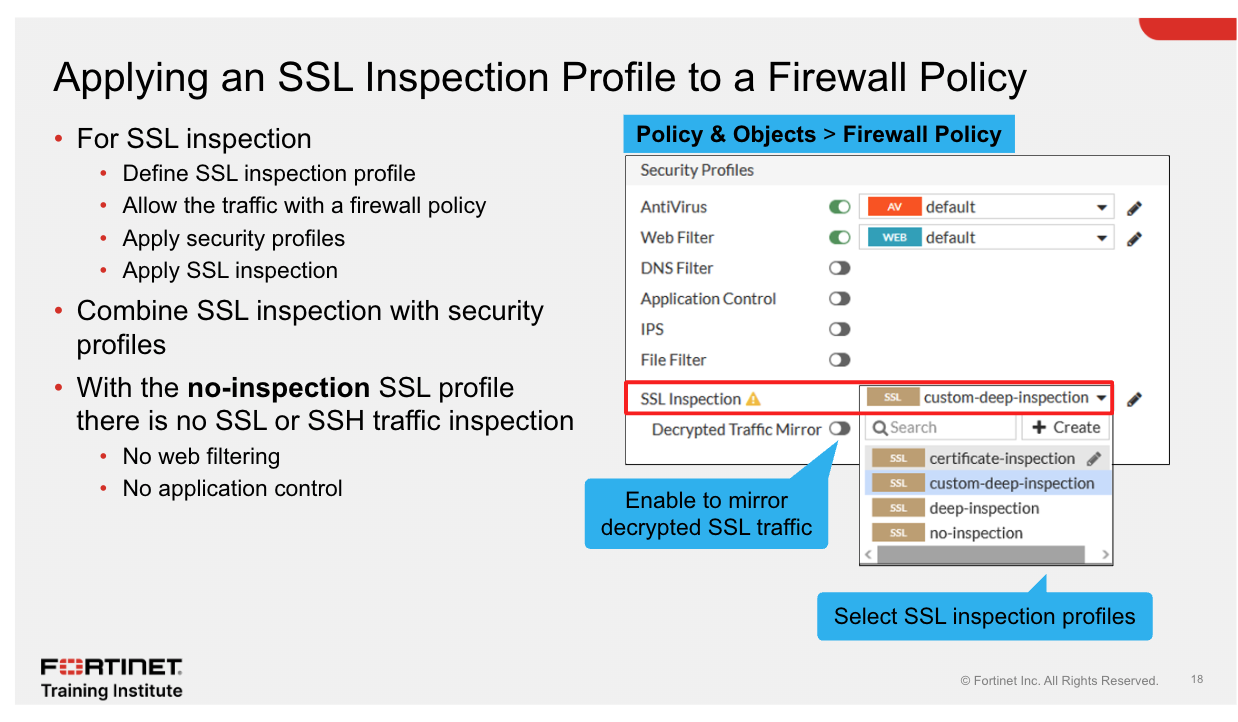 Applying an SSL Inspection Profile to a Firewall Policy
• For SSL inspection
• Define SSL inspection profile
• Allow the traffic with a firewall policy
• Apply security profiles
• Apply SSL inspection
• Combine SSL inspection with security
profiles
• With the no-inspection SSL profile
there is no SSL or SSH traffic inspection
• No web filtering
• No application control
Policy & Objects > Firewall Policy
Security Profiles
AntiVirus AV default
Web Filter WEB default
DNS Filter
Application Control
IPS
File Filter
SSL Inspection SSL custom-deep-inspection
Decrypted Traffic Mirror
Search + Create
SSL certificate-inspection
SSL custom-deep-inspection
SSL deep-inspection
SSL no-inspection
Enable to mirror
decrypted SSL traffic
Select SSL inspection profiles
FORTINET
Training Institute
© Fortinet Inc. All Rights Reserved. 18